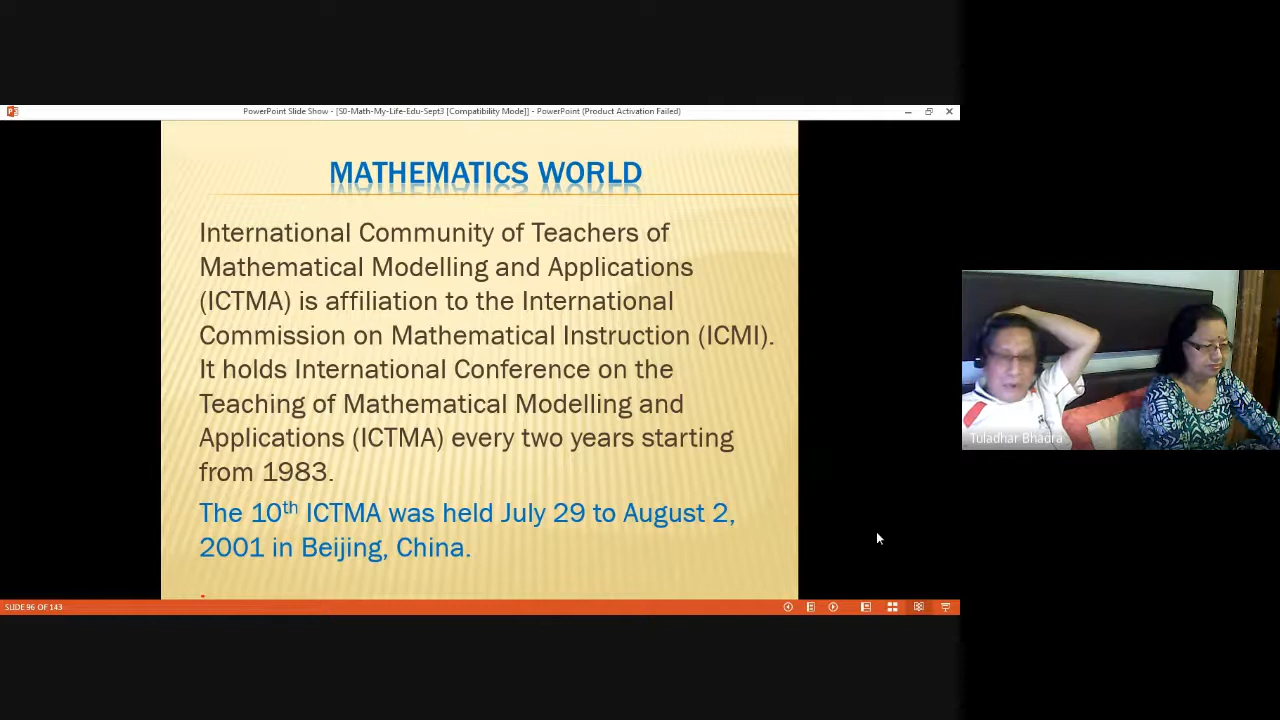 PowerPoint Slide Show - [S0-Math-My-Life-Edu-Sept3 [Compatibility Mode]] - PowerPoint (Product Activation Failed)
MATHEMATICS WORLD
International Community of Teachers of
Mathematical Modelling and Applications
(ICTMA) is affiliation to the International
Commission on Mathematical Instruction (ICMI).
It holds International Conference on the
Teaching of Mathematical Modelling and
Applications (ICTMA) every two years starting
from 1983.
The 10th ICTMA was held July 29 to August 2,
2001 in Beijing, China.
Tuladhar Bhadra
SLIDE 96 OF 143